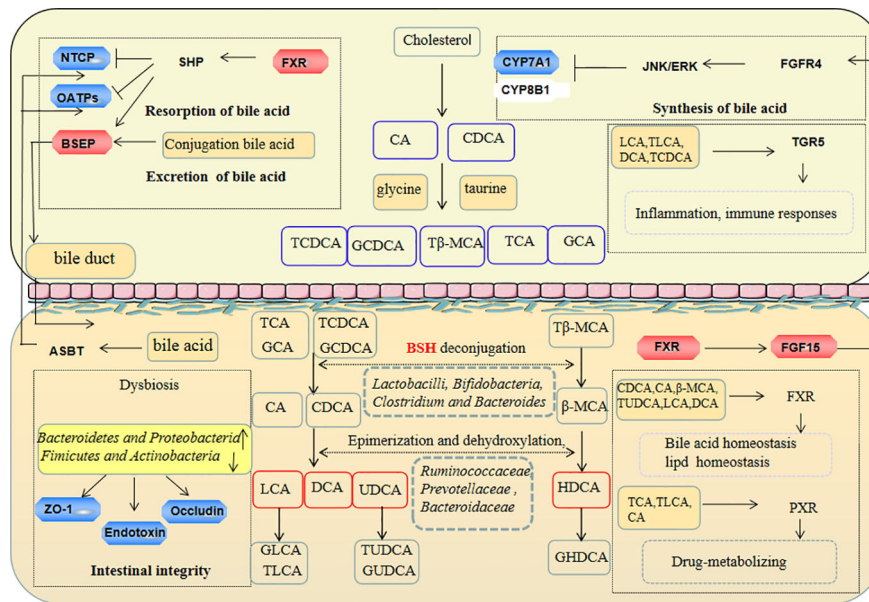 NTCP
SHP
FXR
OATPs
Resorption of bile acid
BSEP
Conjugation bile acid
Excretion of bile acid
bile duct
Cholesterol
CA
CDCA
glycine
taurine
TCDCA
GCDCA
Tβ-MCA
TCA
GCA
CYP7A1
CYP8B1
JNK/ERK
FGFR4
Synthesis of bile acid
LCA,TLCA,
DCA,TCDCA
TGR5
Inflammation, immune responses
ASBT
bile acid
Dysbiosis
Bacteroidetes and Proteobacteria
Fimicutes and Actinobacteria
ZO-1
Endotoxin
Occludin
Intestinal integrity
TCA
GCA
TCDCA
GCDCA
BSH deconjugation
Tβ-MCA
Lactobacilli, Bifidobacteria,
Clostridium and Bacteroides
CA
CDCA
β-MCA
Epimerization and dehydroxylation,
Ruminococcaceae
Prevotellaceae ,
Bacteroidaceae
LCA
DCA
UDCA
HDCA
GLCA
TLCA
TUDCA
GUDCA
GHDCA
FXR
FGF15
CDCA,CA,β-MCA,
TUDCA,LCA,DCA
FXR
Bile acid homeostasis
lipd homeostasis
TCA,TLCA,
CA
PXR
Drug-metabolizing